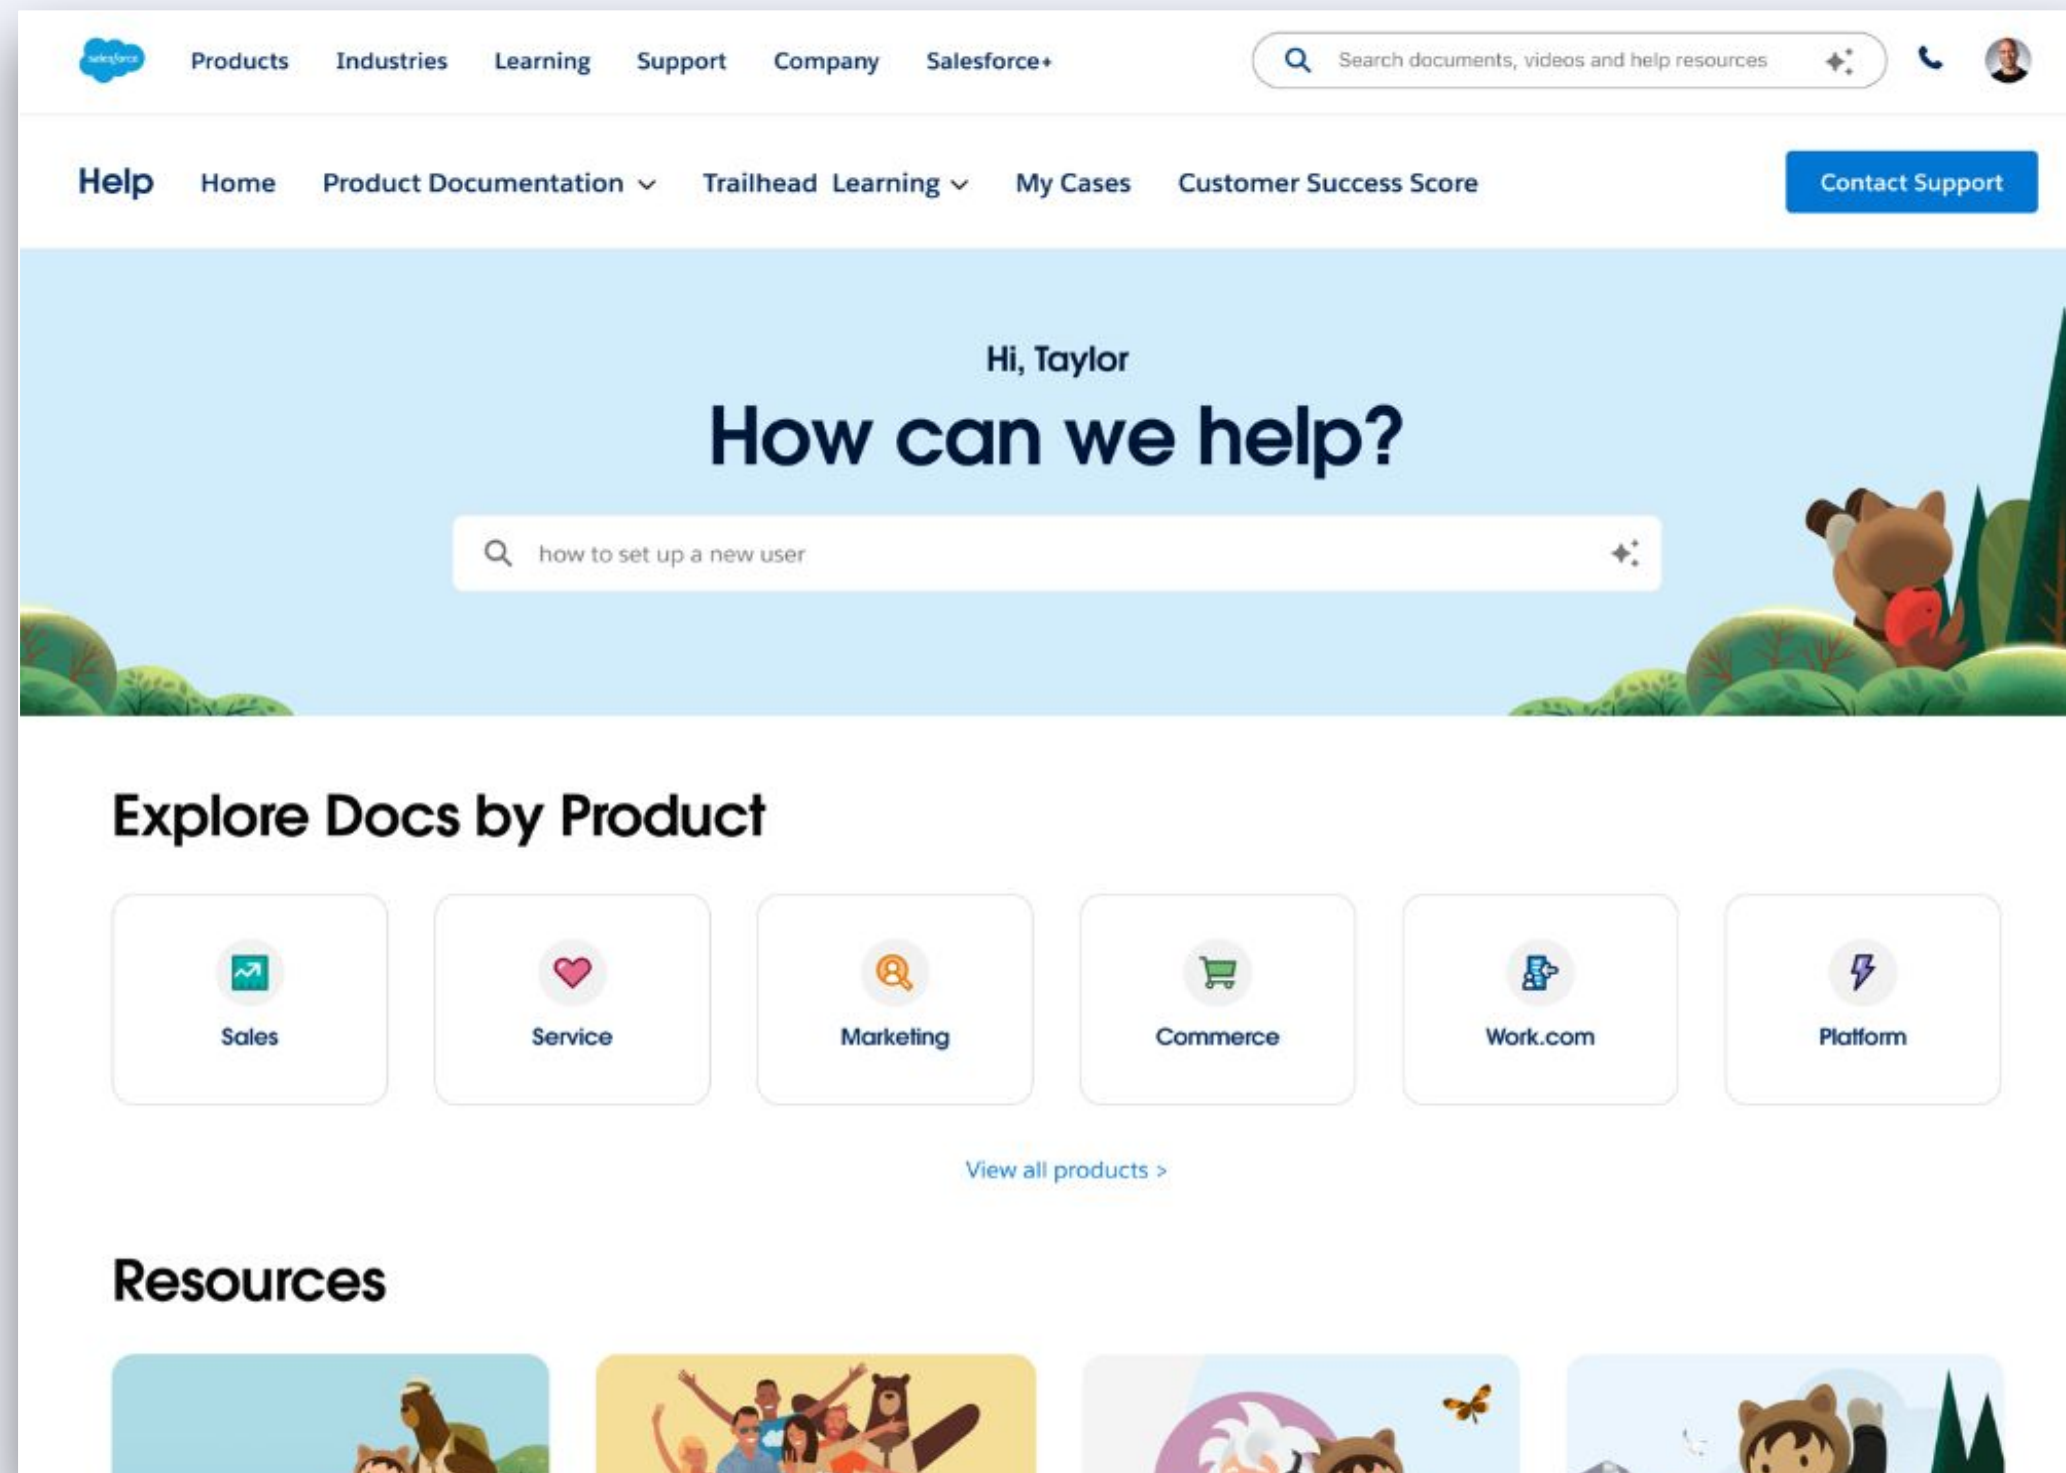 salesforce
Products Industries Learning Support Company Salesforce+
Search documents, videos and help resources
Help Home Product Documentation Trailhead Learning My Cases Customer Success Score Contact Support
Hi, Taylor
How can we help?
how to set up a new user
Explore Docs by Product
Sales Service Marketing Commerce Work.com Platform
View all products >
Resources